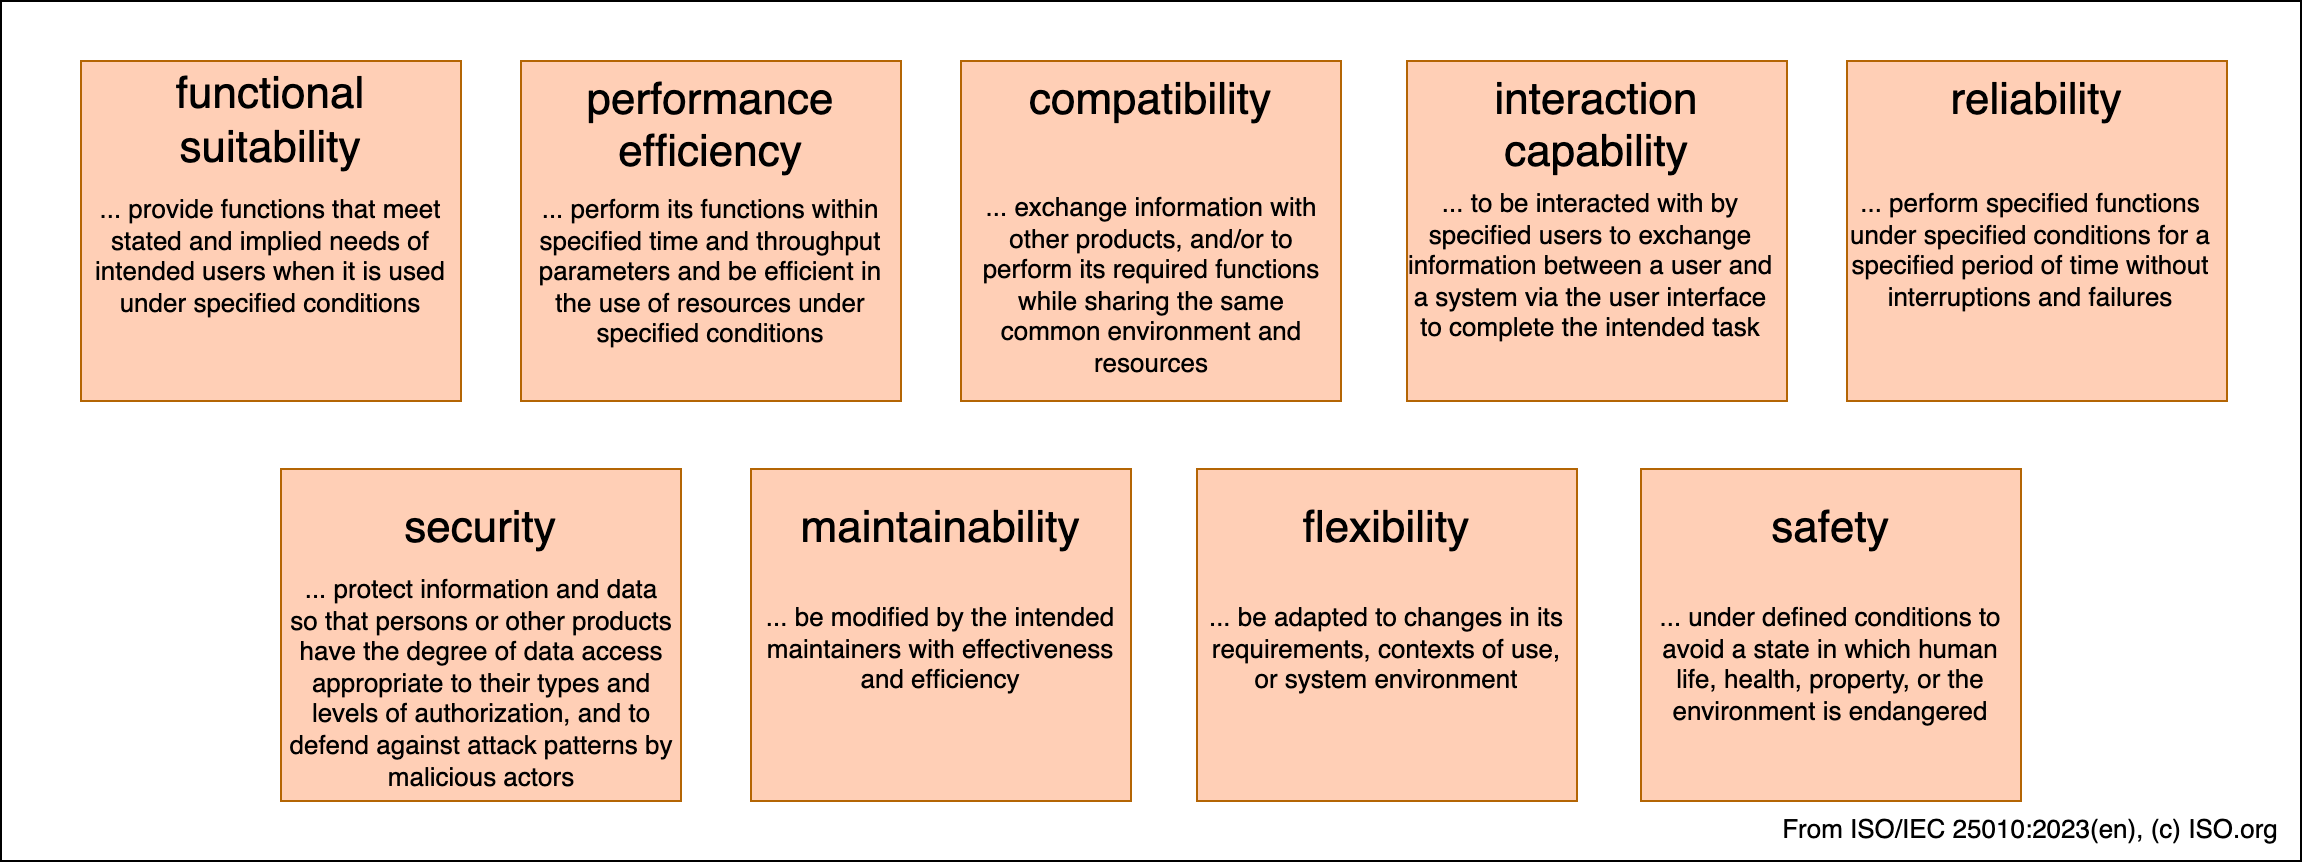 functional
suitability
... provide functions that meet
stated and implied needs of
intended users when it is used
under specified conditions
performance
efficiency
... perform its functions within
specified time and throughput
parameters and be efficient in
the use of resources under
specified conditions
compatibility
... exchange information with
other products, and/or to
perform its required functions
while sharing the same
common environment and
resources
interaction
capability
... to be interacted with by
specified users to exchange
information between a user and
a system via the user interface
to complete the intended task
reliability
... perform specified functions
under specified conditions for a
specified period of time without
interruptions and failures
security
... protect information and data
so that persons or other products
have the degree of data access
appropriate to their types and
levels of authorization, and to
defend against attack patterns by
malicious actors
maintainability
... be modified by the intended
maintainers with effectiveness
and efficiency
flexibility
... be adapted to changes in its
requirements, contexts of use,
or system environment
safety
... under defined conditions to
avoid a state in which human
life, health, property, or the
environment is endangered
From ISO/IEC 25010:2023(en), (c) ISO.org